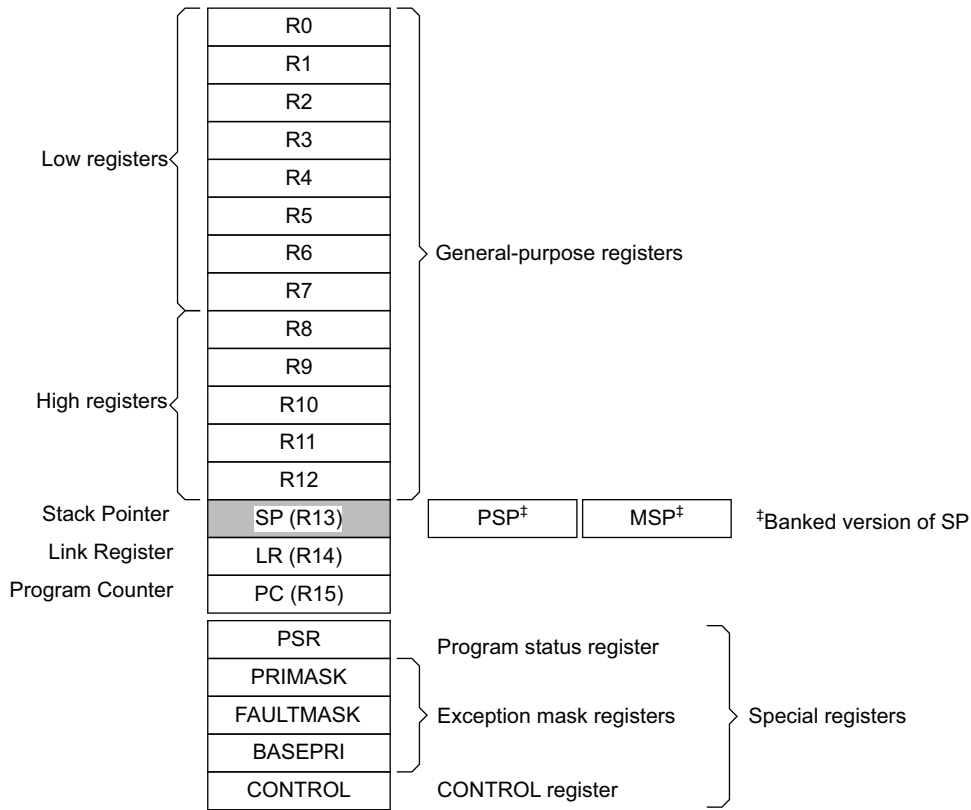 R0
R1
R2
R3
Low registers
R4
R5
R6
General-purpose registers
R7
R8
R9
High registers
R10
R11
R12
Stack Pointer
SP (R13)
PSP‡
MSP‡
‡Banked version of SP
Link Register
LR (R14)
Program Counter
PC (R15)
PSR
Program status register
PRIMASK
FAULTMASK
Exception mask registers
Special registers
BASEPRI
CONTROL
CONTROL register